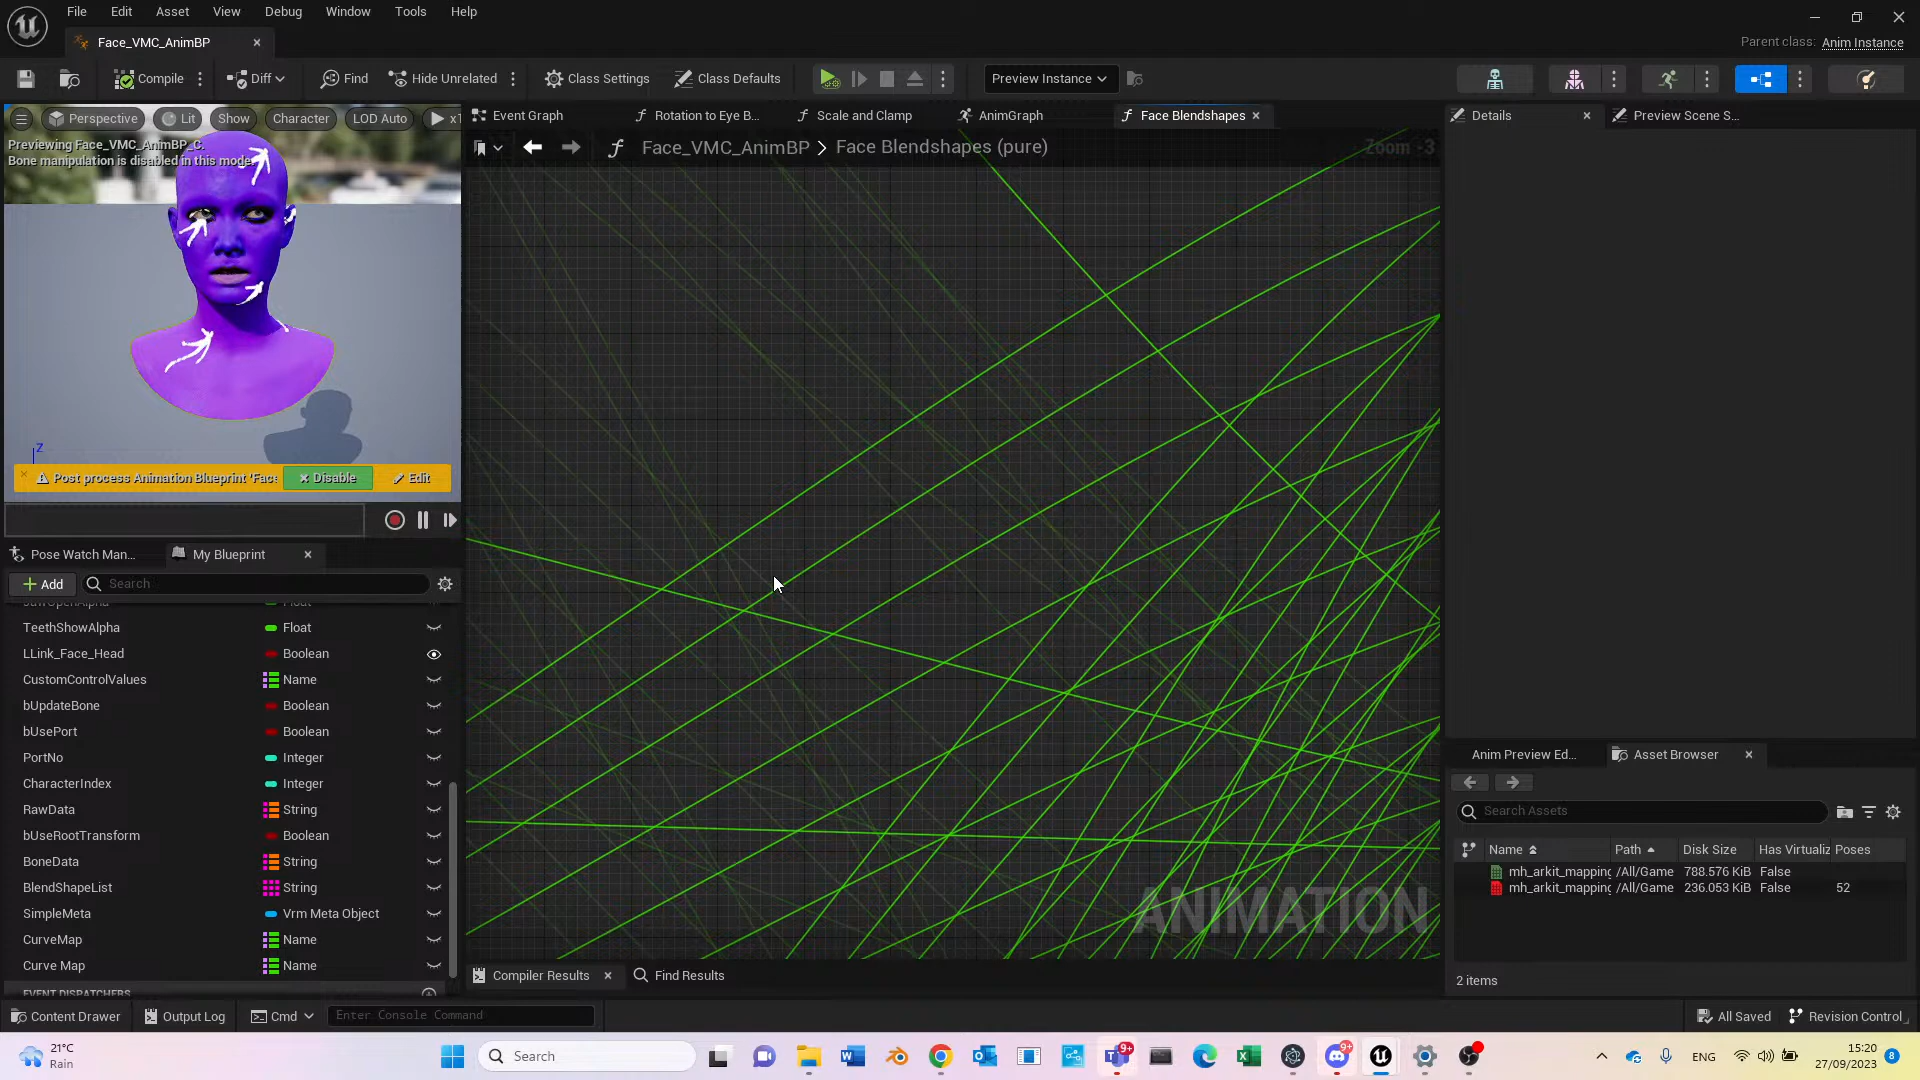 File Edit Asset View Debug Window Tools Help
Face_VMC_AnimBP
Parent class: Anim Instance
Compile Diff Find Hide Unrelated Class Settings Class Defaults Preview Instance
Perspective Lit Show Character LOD Auto
Previewing Face_VMC_AnimBP_C.
Bone manipulation is disabled in this mode
Z
Post process Animation Blueprint 'Face Disable Edit
Event Graph Rotation to Eye B... Scale and Clamp AnimGraph Face Blendshapes
Face_VMC_AnimBP > Face Blendshapes (pure)
Zoom -3
ANIMATION
Details Preview Scene S...
Pose Watch Man... My Blueprint
Add Search
JawOpenAlpha Float
TeethShowAlpha Float
LLink_Face_Head Boolean
CustomControlValues Name
bUpdateBone Boolean
bUsePort Boolean
PortNo Integer
CharacterIndex Integer
RawData String
bUseRootTransform Boolean
BoneData String
BlendShapeList String
SimpleMeta Vrm Meta Object
CurveMap Name
Curve Map Name
EVENT DISPATCHERS
Compiler Results Find Results
Anim Preview Ed... Asset Browser
Search Assets
Name Path Disk Size Has Virtualiz Poses
mh_arkit_mapping /All/Game 788.576 KiB False
mh_arkit_mapping /All/Game 236.053 KiB False 52
2 items
Content Drawer Output Log Cmd Enter Console Command All Saved Revision Control
21°C
Rain
Search
9+
9+
ENG
15:20
27/09/2023
8